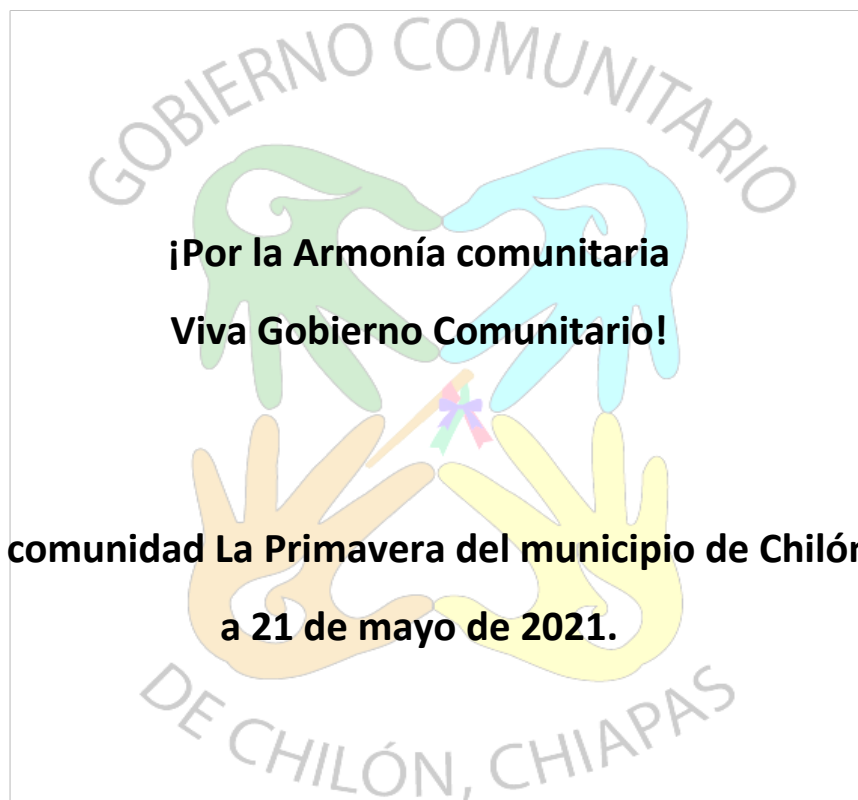 GOBIERNO COMUNITARIO
¡Por la Armonía comunitaria
Viva Gobierno Comunitario!
comunidad La Primavera del municipio de Chilón
a 21 de mayo de 2021.
DE CHILÓN, CHIAPAS